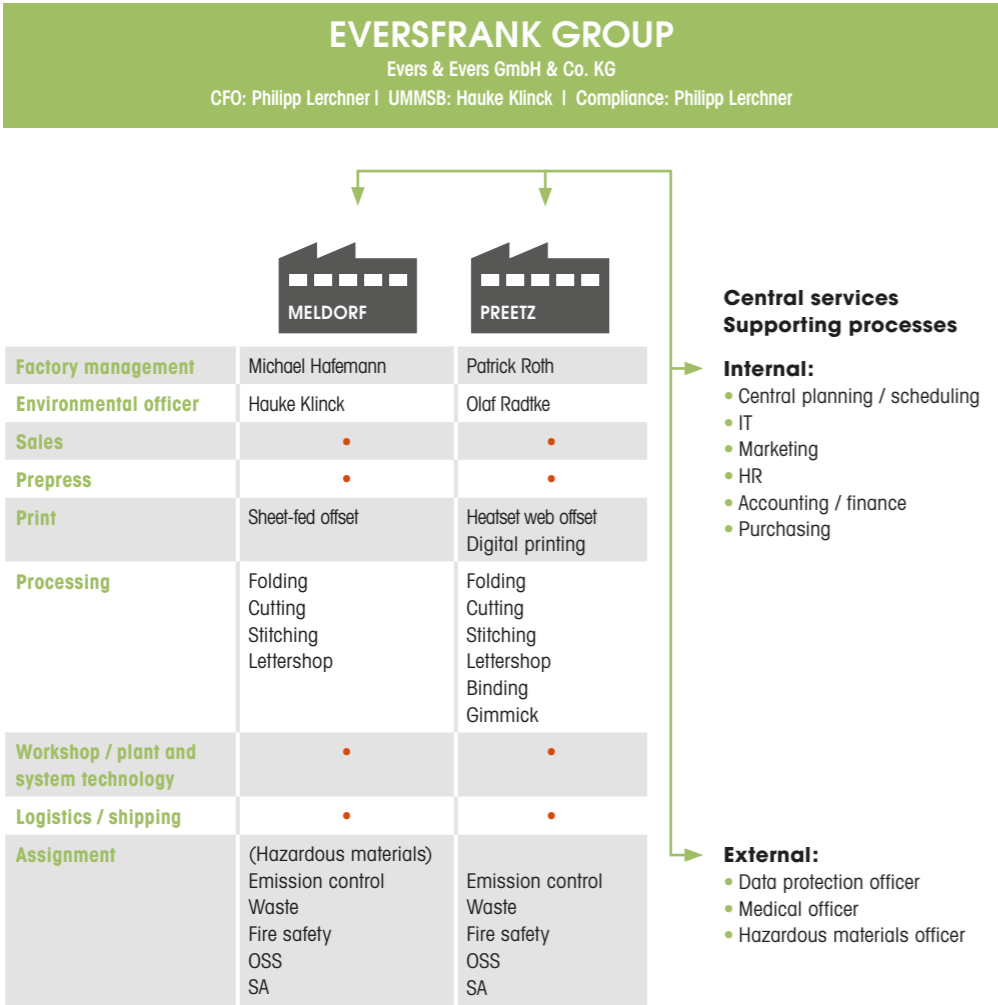 EVERSFRANK GROUP
Evers & Evers GmbH & Co. KG
CFO: Philipp Lerchner | UMMSB: Hauke Klinck | Compliance: Philipp Lerchner
MELDORF
PREETZ
Factory management Michael Hafemann Patrick Roth
Environmental officer Hauke Klinck Olaf Radtke
Sales • •
Prepress • •
Print Sheet-fed offset Heatset web offset
Digital printing
Processing Folding Folding
Cutting Cutting
Stitching Stitching
Lettershop Lettershop
Binding
Gimmick
Workshop / plant and • •
system technology
Logistics / shipping • •
Assignment (Hazardous materials)
Emission control Emission control
Waste Waste
Fire safety Fire safety
OSS OSS
SA SA
Central services
Supporting processes
Internal:
• Central planning / scheduling
• IT
• Marketing
• HR
• Accounting / finance
• Purchasing
External:
• Data protection officer
• Medical officer
• Hazardous materials officer